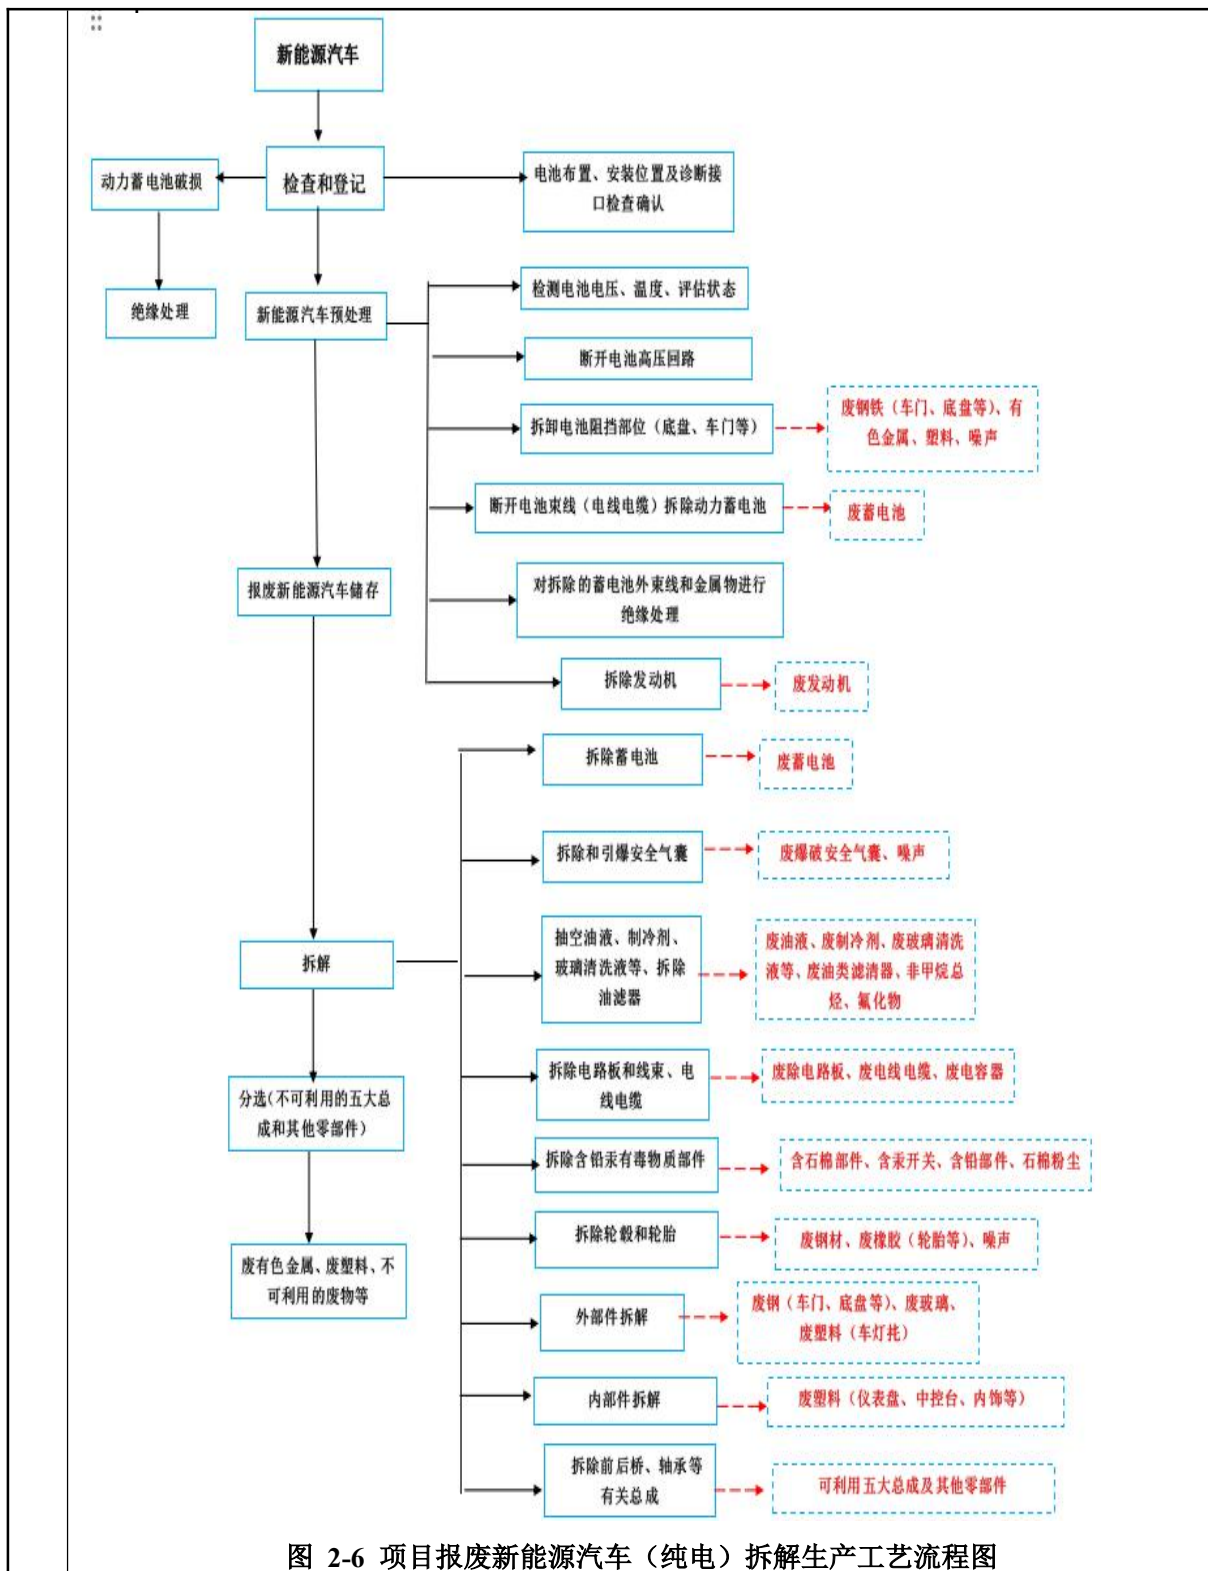 新能源汽车
动力蓄电池破损
检查和登记
电池布置、安装位置及诊断接
口检查确认
绝缘处理
新能源汽车预处理
检测电池电压、温度、评估状态
断开电池高压回路
拆卸电池阻挡部位（底盘、车门等）
废钢铁（车门、底盘等）、有
色金属、塑料、噪声
断开电池束线（电线电缆）拆除动力蓄电池
废蓄电池
报废新能源汽车储存
对拆除的蓄电池外束线和金属物进行
绝缘处理
拆除发动机
废发动机
拆除蓄电池
废蓄电池
拆除和引爆安全气囊
废爆破安全气囊、噪声
拆解
抽空油液、制冷剂、
玻璃清洗液等、拆除
油滤器
废油液、废制冷剂、废玻璃清洗
液等、废油类滤清器、非甲烷总
烃、氟化物
分选（不可利用的五大总
成和其他零部件）
拆除电路板和线束、电
线电缆
废除电路板、废电线电缆、废电容器
拆除含铅汞有毒物质部件
含石棉部件、含汞开关、含铅部件、石棉粉尘
废有色金属、废塑料、不
可利用的废物等
拆除轮毂和轮胎
废钢材、废橡胶（轮胎等）、噪声
外部件拆解
废钢（车门、底盘等）、废玻璃、
废塑料（车灯扥）
内部件拆解
废塑料（仪表盘、中控台、内饰等）
拆除前后桥、轴承等
有关总成
可利用五大总成及其他零部件
图 2-6 项目报废新能源汽车（纯电）拆解生产工艺流程图